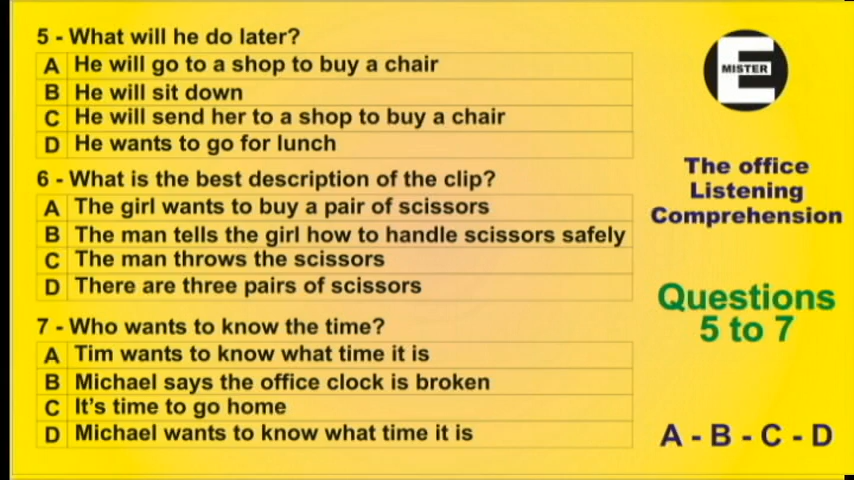 5 - What will he do later?
A He will go to a shop to buy a chair
B He will sit down
C He will send her to a shop to buy a chair
D He wants to go for lunch
6 - What is the best description of the clip?
A The girl wants to buy a pair of scissors
B The man tells the girl how to handle scissors safely
C The man throws the scissors
D There are three pairs of scissors
7 - Who wants to know the time?
A Tim wants to know what time it is
B Michael says the office clock is broken
C It's time to go home
D Michael wants to know what time it is
MISTER
E
The office
Listening
Comprehension
Questions
5 to 7
A - B - C - D